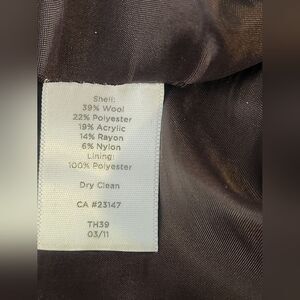 Shell:
39% Wool
22% Polyester
19% Acrylic
14% Rayon
6% Nylon
Lining:
100% Polyester
Dry Clean
CA #23147
TH39
03/11